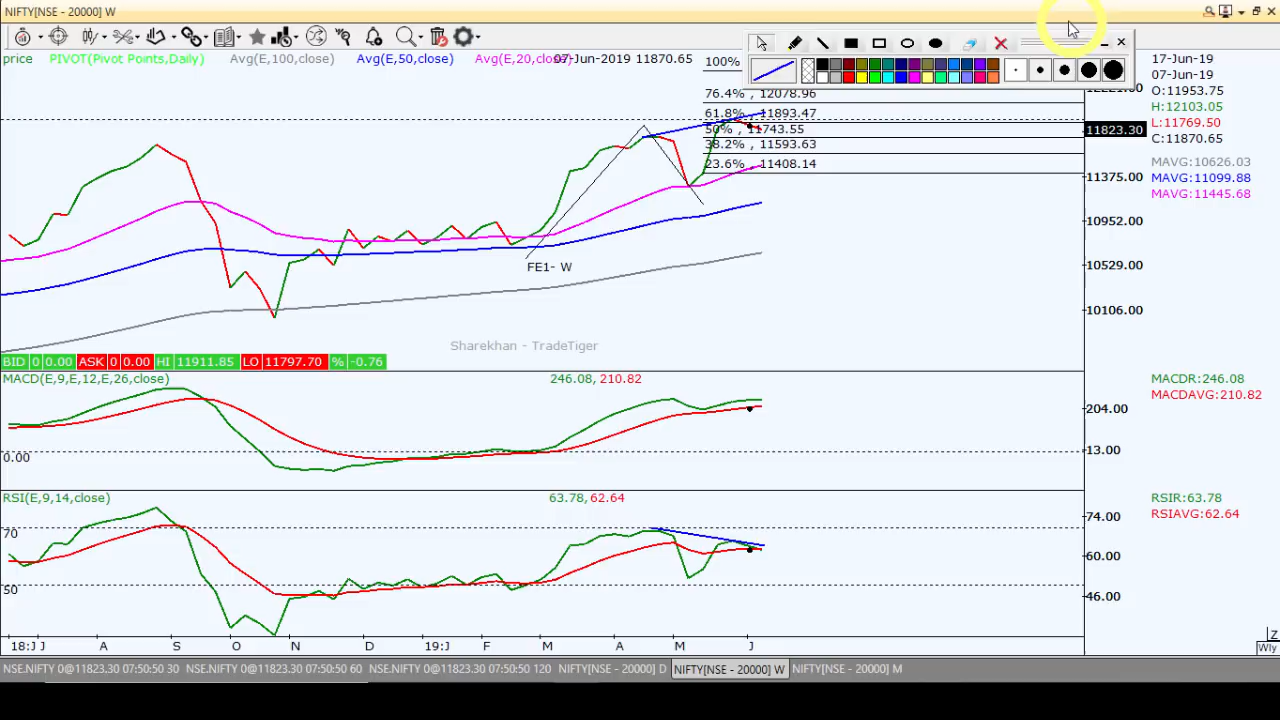 NIFTY[NSE - 20000] W
price PIVOT(Pivot Points,Daily) Avg(E,100,close) Avg(E,50,close) Avg(E,20,close) 07-Jun-2019 11870.65
100%
76.4% , 12078.96
61.8% , 11893.47
50% , 11743.55
38.2% , 11593.63
23.6% , 11408.14
11823.30
11375.00
10952.00
10529.00
10106.00
17-Jun-19
07-Jun-19
O:11953.75
H:12103.05
L:11769.50
C:11870.65
MAVG:10626.03
MAVG:11099.88
MAVG:11445.68
FE1- W
Sharekhan - TradeTiger
BID 0 0.00 ASK 0 0.00 HI 11911.85 LO 11797.70 % -0.76
MACD(E,9,E,12,E,26,close) 246.08, 210.82
MACDR:246.08
MACDAVG:210.82
204.00
13.00
0.00
RSI(E,9,14,close) 63.78, 62.64
RSIR:63.78
RSIAVG:62.64
74.00
60.00
46.00
70
50
18:J J A S O N D 19:J F M A M J
Z
Wly
NSE.NIFTY 0@11823.30 07:50:50 30 NSE.NIFTY 0@11823.30 07:50:50 60 NSE.NIFTY 0@11823.30 07:50:50 120 NIFTY[NSE - 20000] D NIFTY[NSE - 20000] W NIFTY[NSE - 20000] M